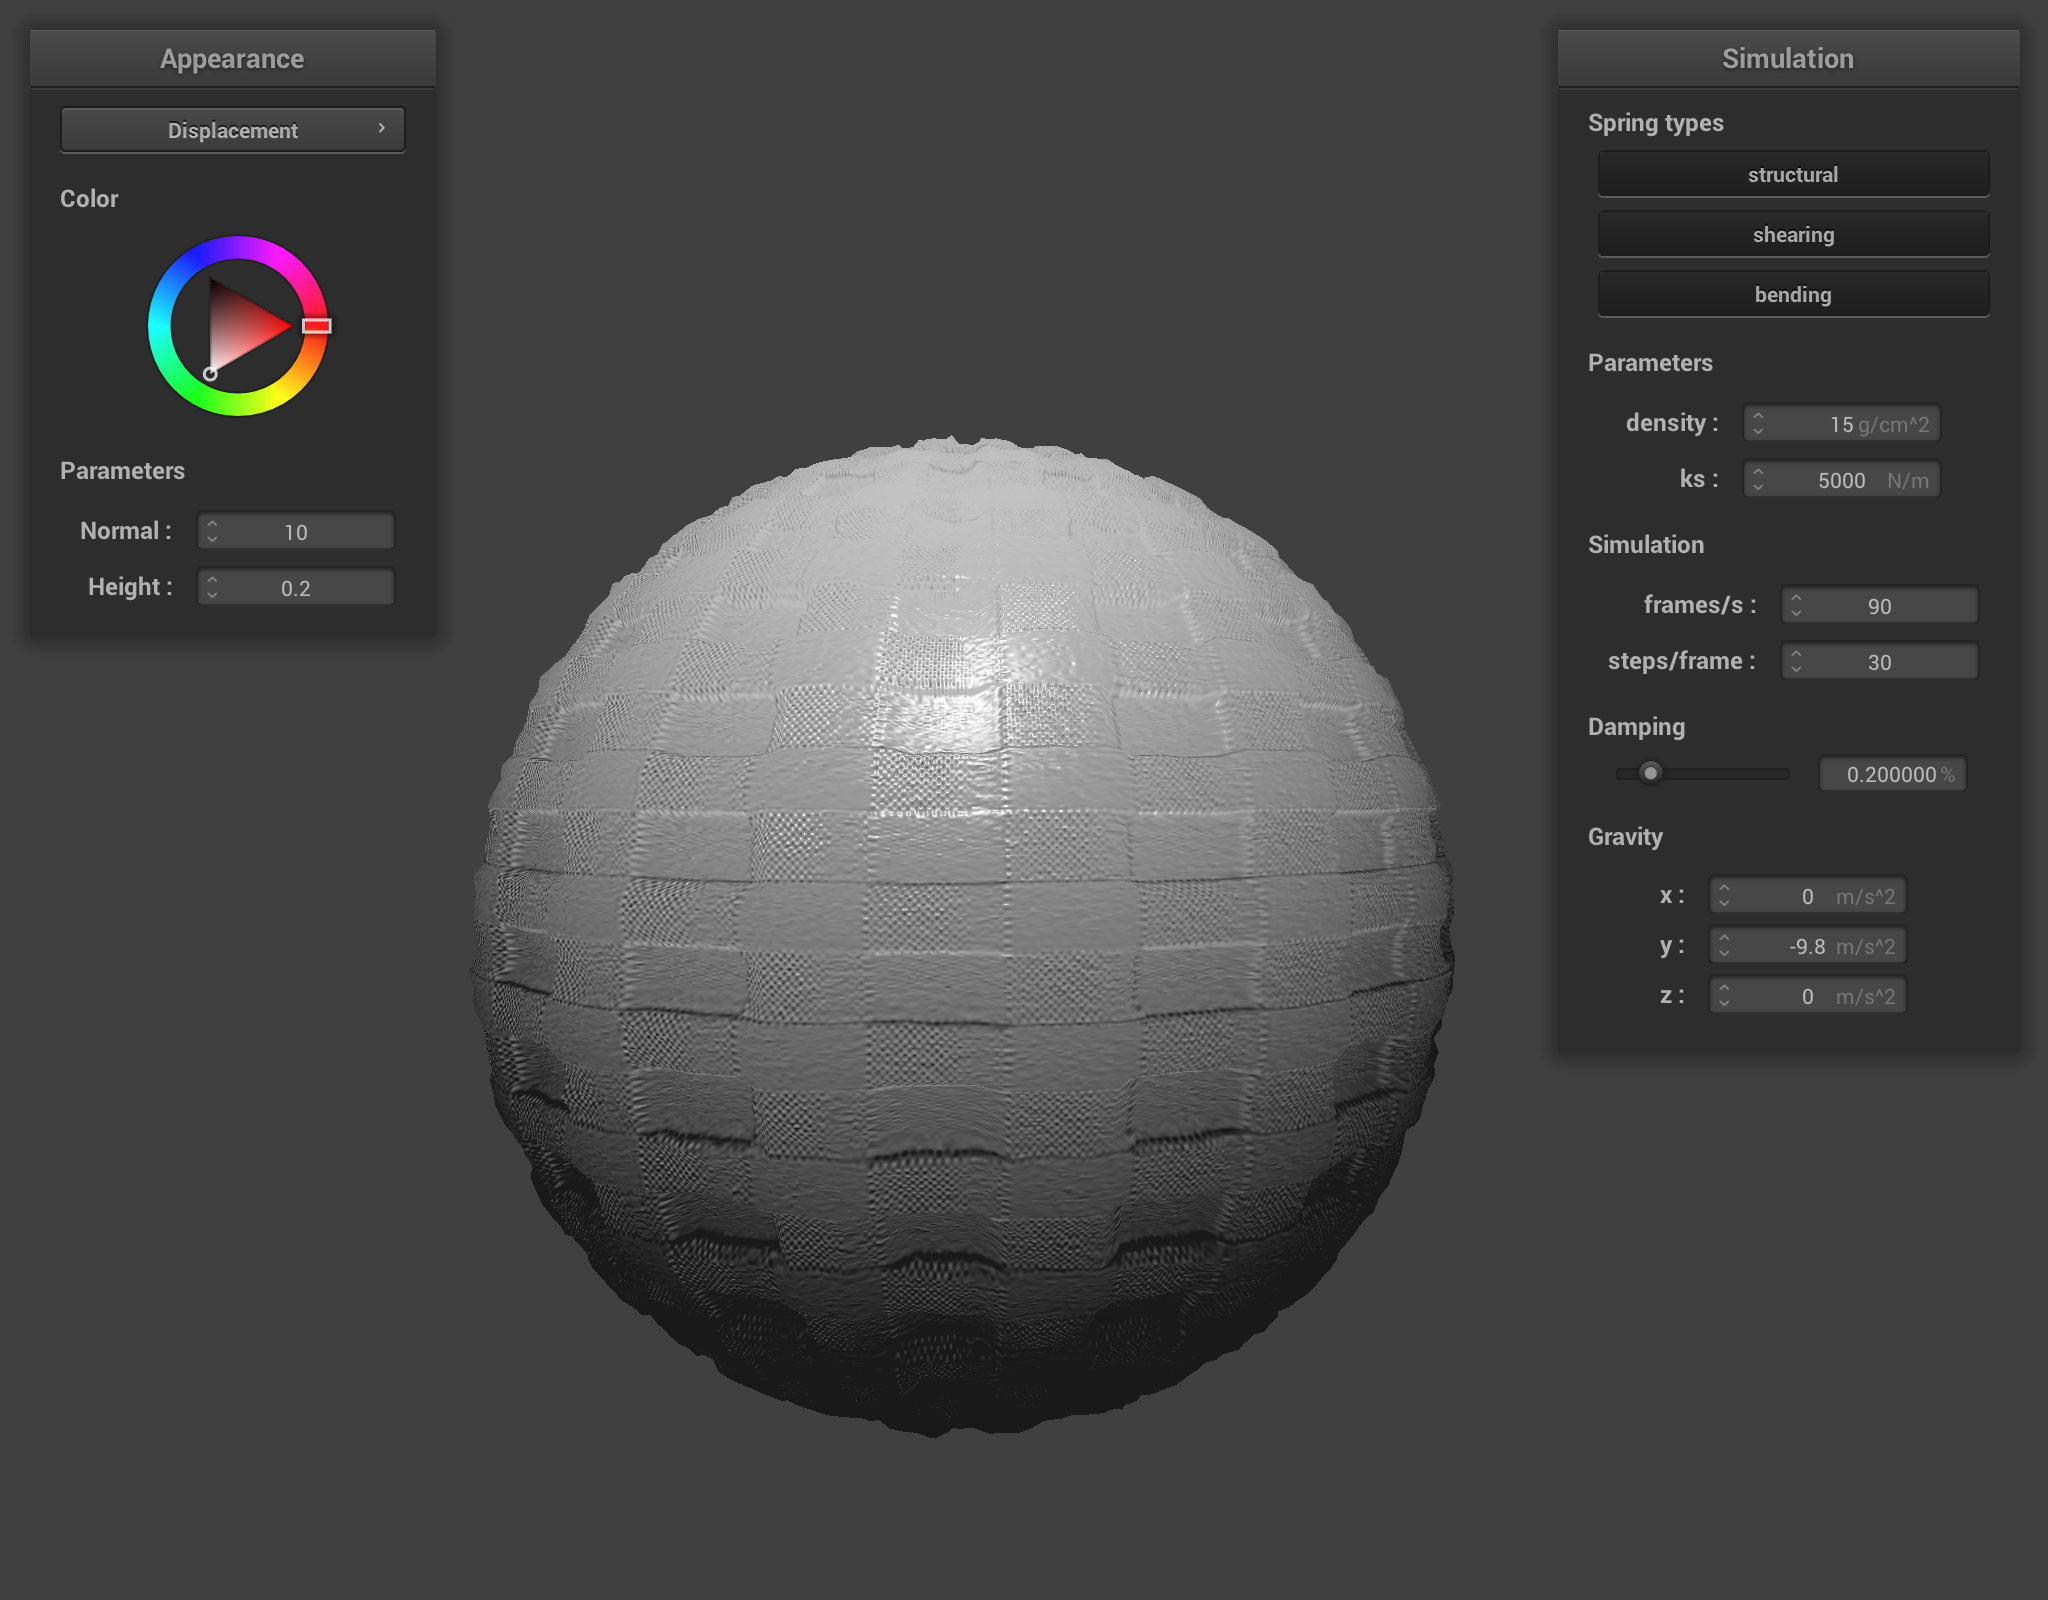 Appearance
Displacement
Color
Parameters
Normal : 10
Height : 0.2
Simulation
Spring types
structural
shearing
bending
Parameters
density : 15 g/cm^2
ks : 5000 N/m
Simulation
frames/s : 90
steps/frame : 30
Damping
0.200000 %
Gravity
x : 0 m/s^2
y : -9.8 m/s^2
z : 0 m/s^2